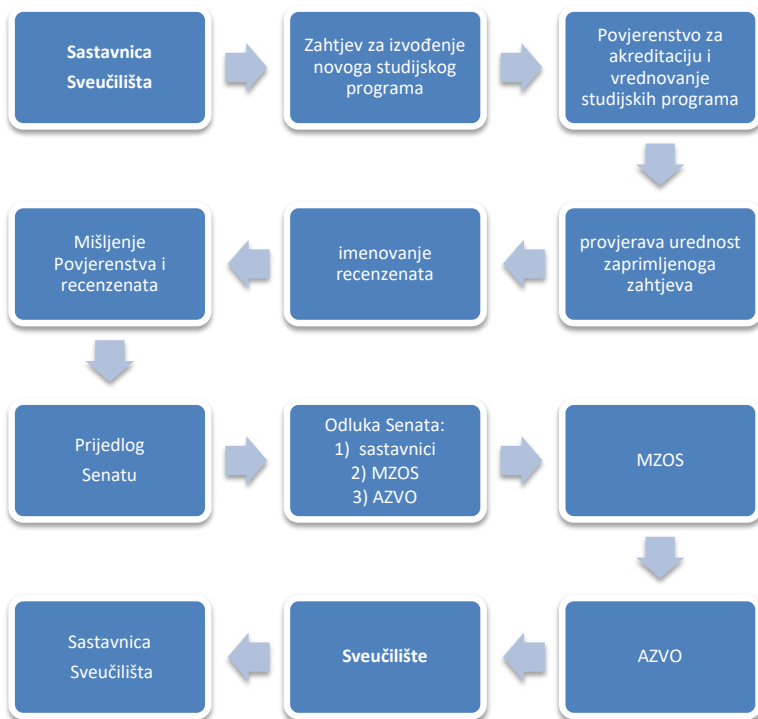 Sastavnica
Sveučilišta
Zahtjev za izvođenje
novoga studijskog
programa
Povjerenstvo za
akreditaciju i
vrednovanje
studijskih programa
provjerava urednost
zaprimljenoga
zahtjeva
imenovanje
recenzenata
Mišljenje
Povjerenstva i
recenzenata
Prijedlog
Senatu
Odluka Senata:
1) sastavnici
2) MZOS
3) AZVO
MZOS
AZVO
Sveučilište
Sastavnica
Sveučilišta